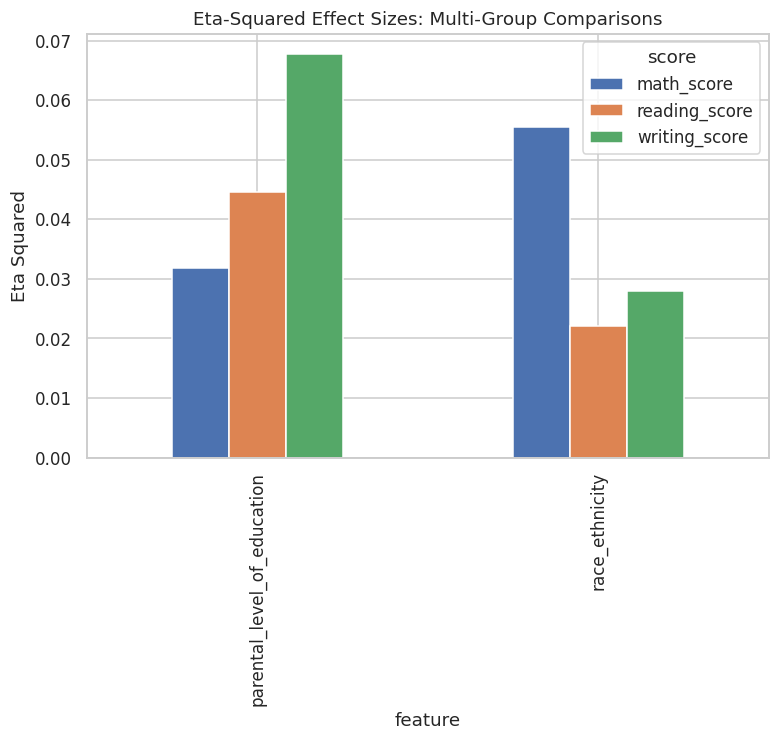 Eta-Squared Effect Sizes: Multi-Group Comparisons
0.07
0.06
0.05
0.04
0.03
0.02
0.01
0.00
Eta Squared
score
math_score
reading_score
writing_score
parental_level_of_education
race_ethnicity
feature